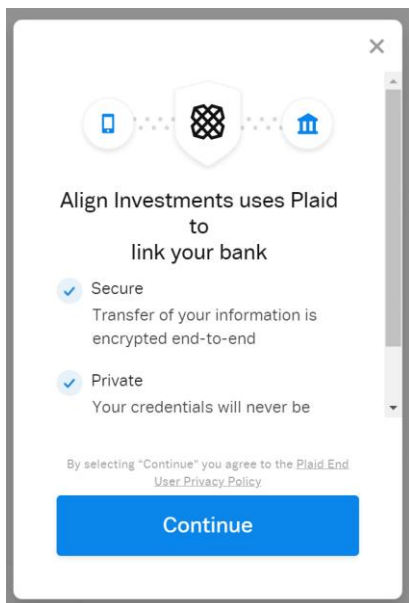 Align Investments uses Plaid
to
link your bank
Secure
Transfer of your information is
encrypted end-to-end
Private
Your credentials will never be
By selecting "Continue" you agree to the Plaid End
User Privacy Policy
Continue